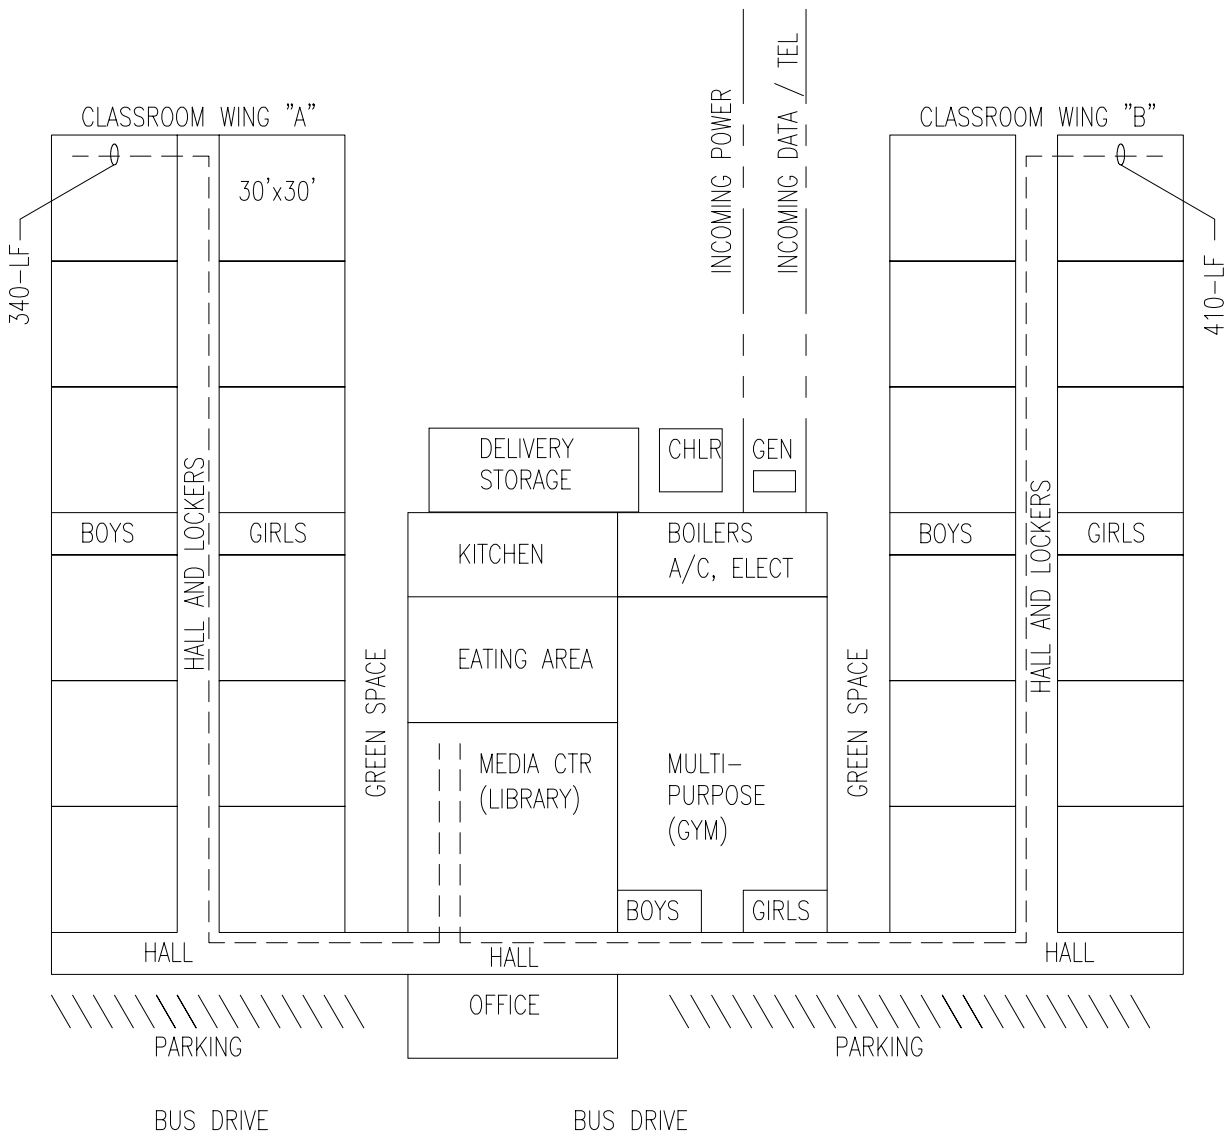 CLASSROOM WING "A"
CLASSROOM WING "B"
INCOMING POWER
INCOMING DATA / TEL
30'x30'
340-LF
410-LF
DELIVERY
STORAGE
CHLR
GEN
BOYS
HALL AND LOCKERS
GIRLS
KITCHEN
BOILERS
A/C, ELECT
BOYS
HALL AND LOCKERS
GIRLS
GREEN SPACE
EATING AREA
GREEN SPACE
MEDIA CTR
(LIBRARY)
MULTI-
PURPOSE
(GYM)
BOYS
GIRLS
HALL
HALL
HALL
OFFICE
PARKING
PARKING
BUS DRIVE
BUS DRIVE